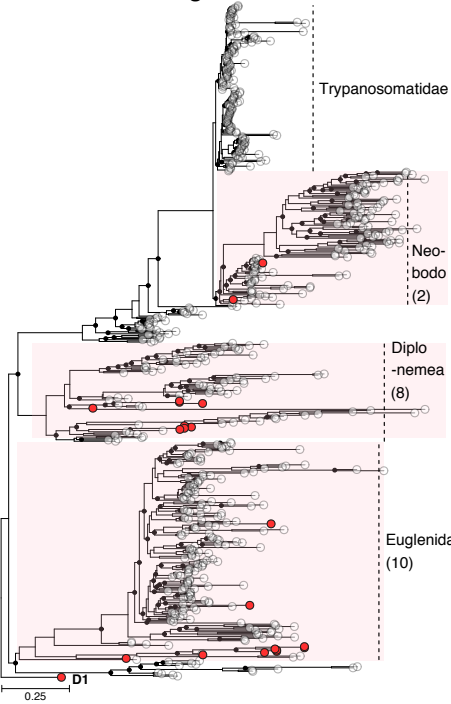 Trypanosomatidae
Neo-
bodo
(2)
Diplo
-nemea
(8)
Euglenida
(10)
D1
0.25